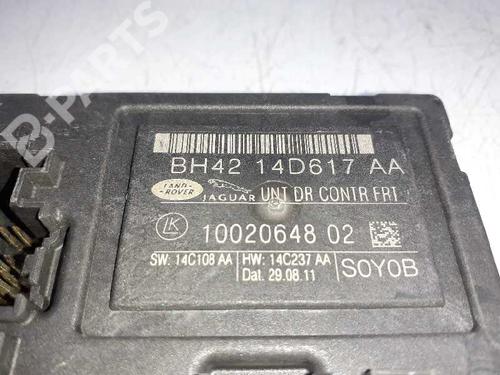 B-PARTS
BH42 14D617 AA
LAND-
ROVER
JAGUAR UNT DR CONTR FRT
LK 10020648 02
SW: 14C108 AA HW: 14C237 AA
Dat. 29.08.11 S0Y0B